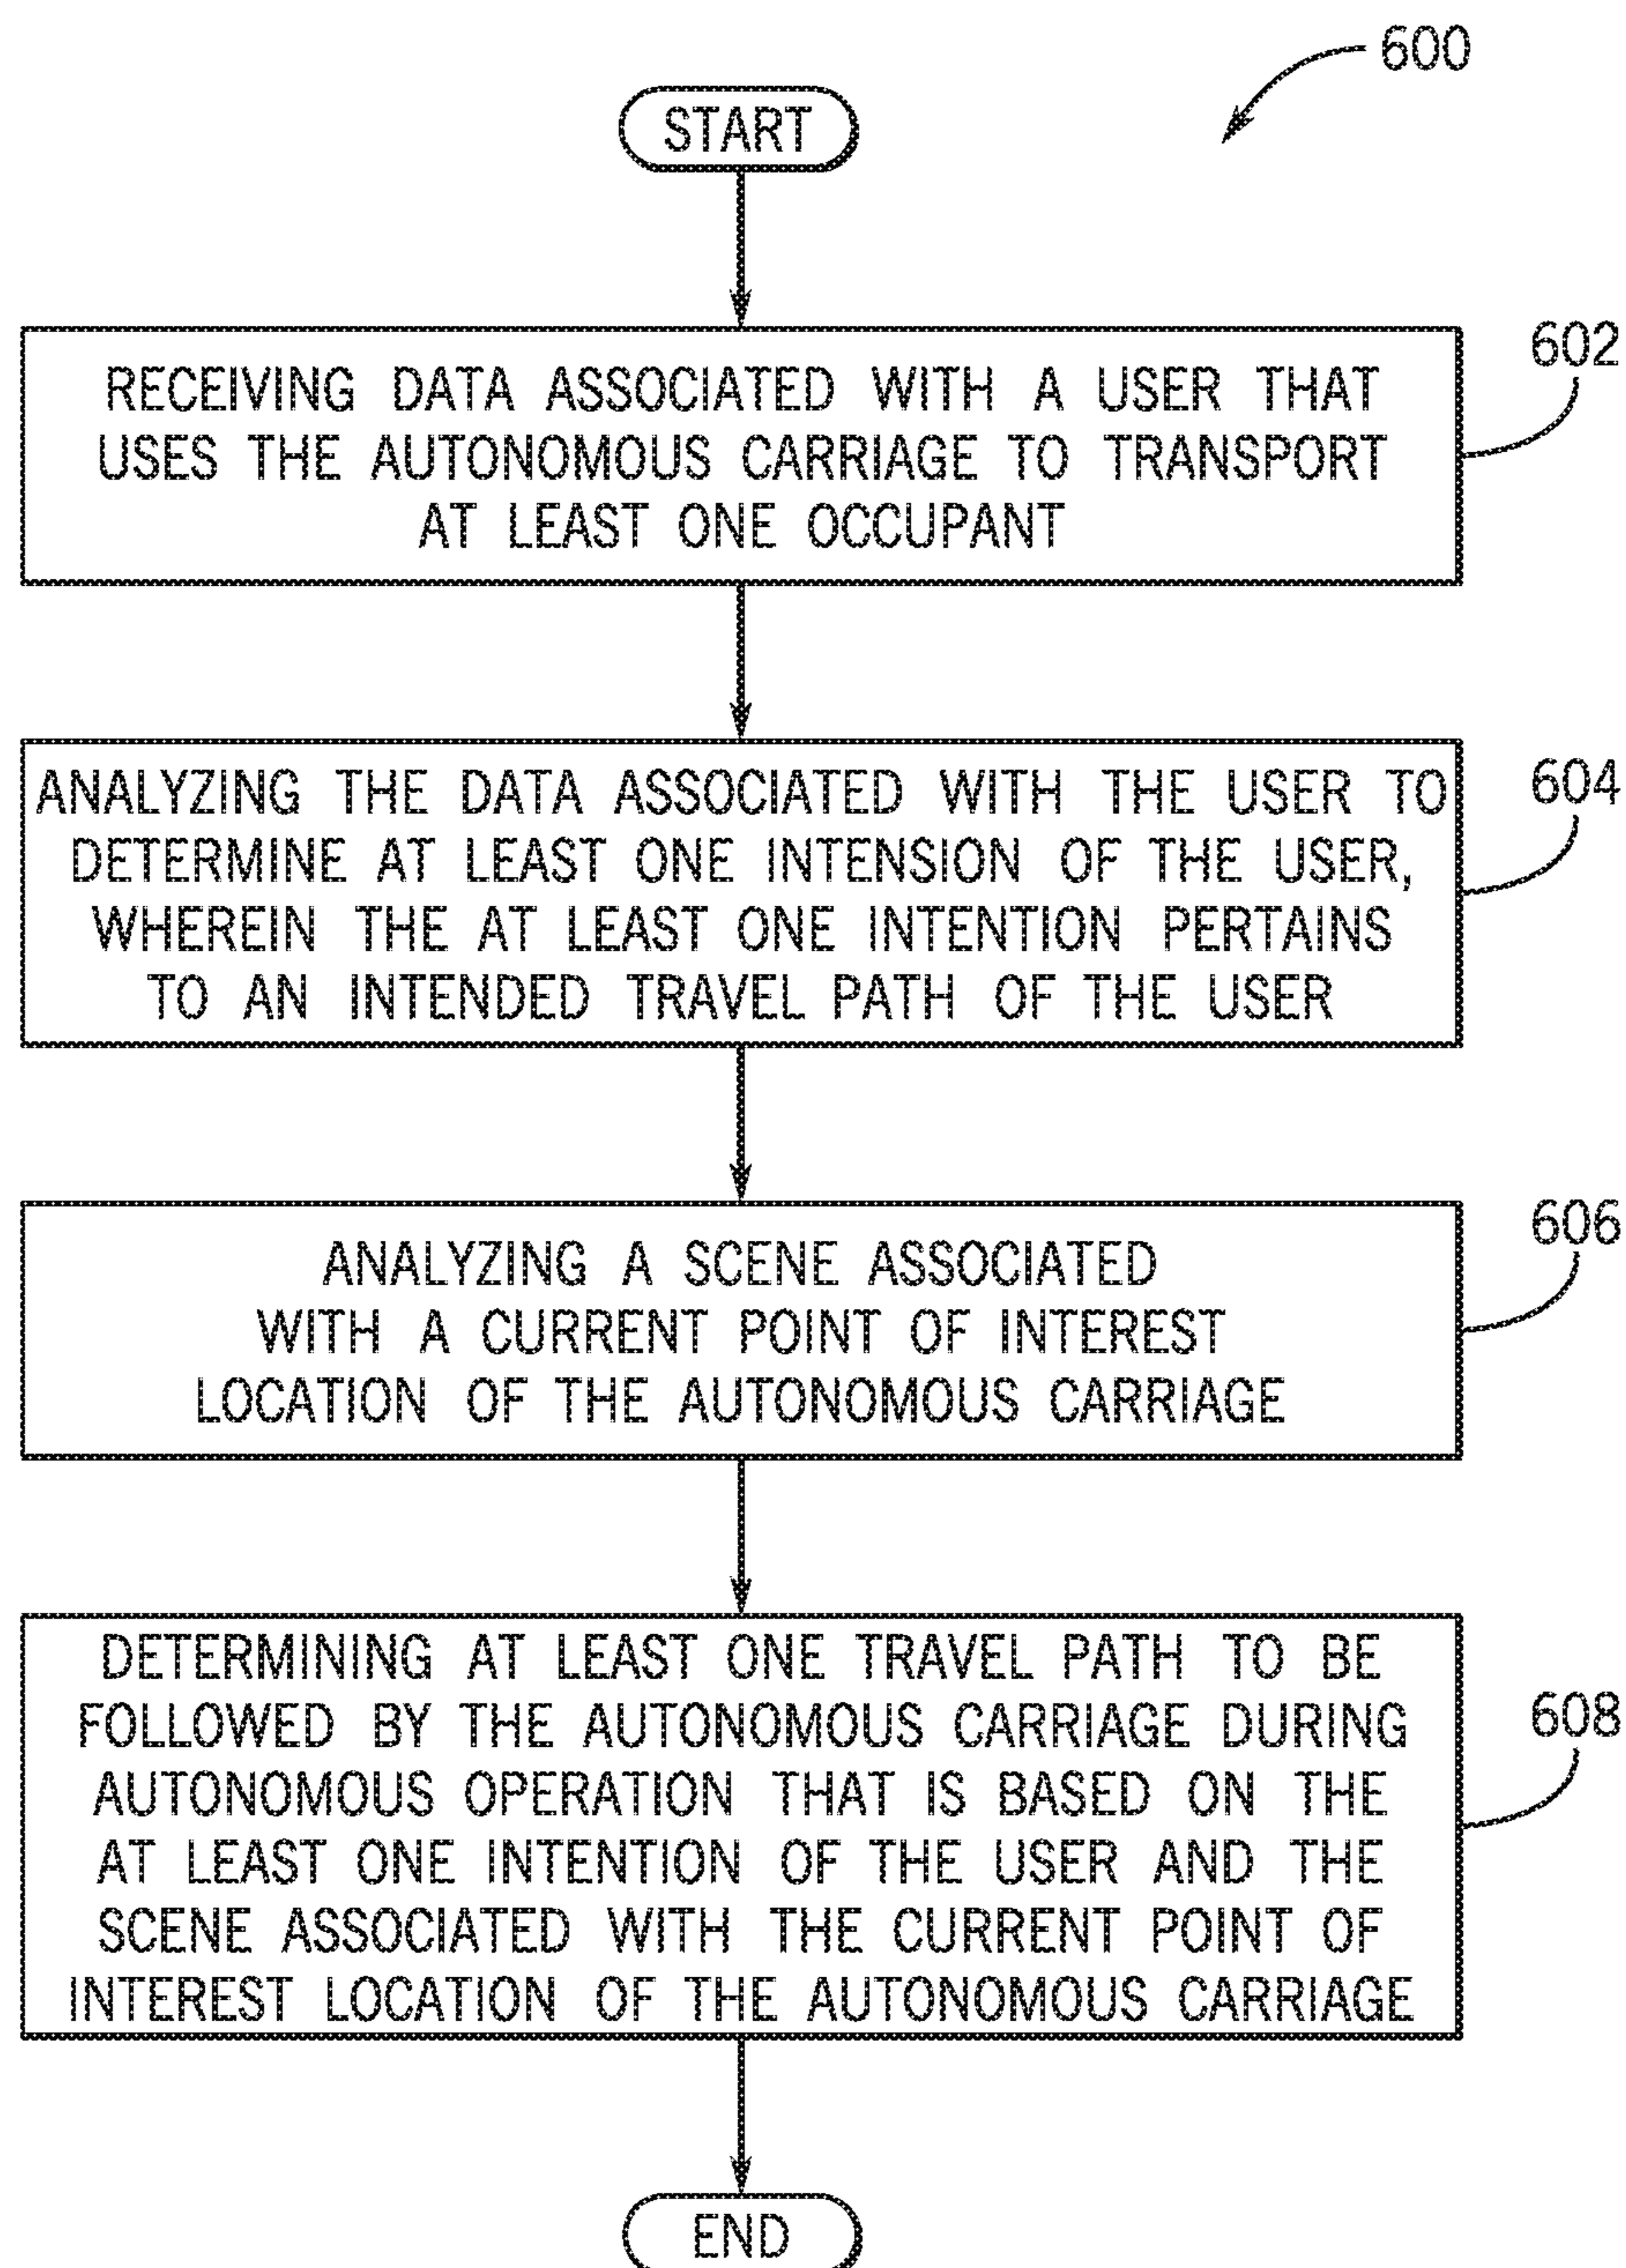 600
START
602
RECEIVING DATA ASSOCIATED WITH A USER THAT
USES THE AUTONOMOUS CARRIAGE TO TRANSPORT
AT LEAST ONE OCCUPANT
604
ANALYZING THE DATA ASSOCIATED WITH THE USER TO
DETERMINE AT LEAST ONE INTENSION OF THE USER,
WHEREIN THE AT LEAST ONE INTENTION PERTAINS
TO AN INTENDED TRAVEL PATH OF THE USER
606
ANALYZING A SCENE ASSOCIATED
WITH A CURRENT POINT OF INTEREST
LOCATION OF THE AUTONOMOUS CARRIAGE
608
DETERMINING AT LEAST ONE TRAVEL PATH TO BE
FOLLOWED BY THE AUTONOMOUS CARRIAGE DURING
AUTONOMOUS OPERATION THAT IS BASED ON THE
AT LEAST ONE INTENTION OF THE USER AND THE
SCENE ASSOCIATED WITH THE CURRENT POINT OF
INTEREST LOCATION OF THE AUTONOMOUS CARRIAGE
END